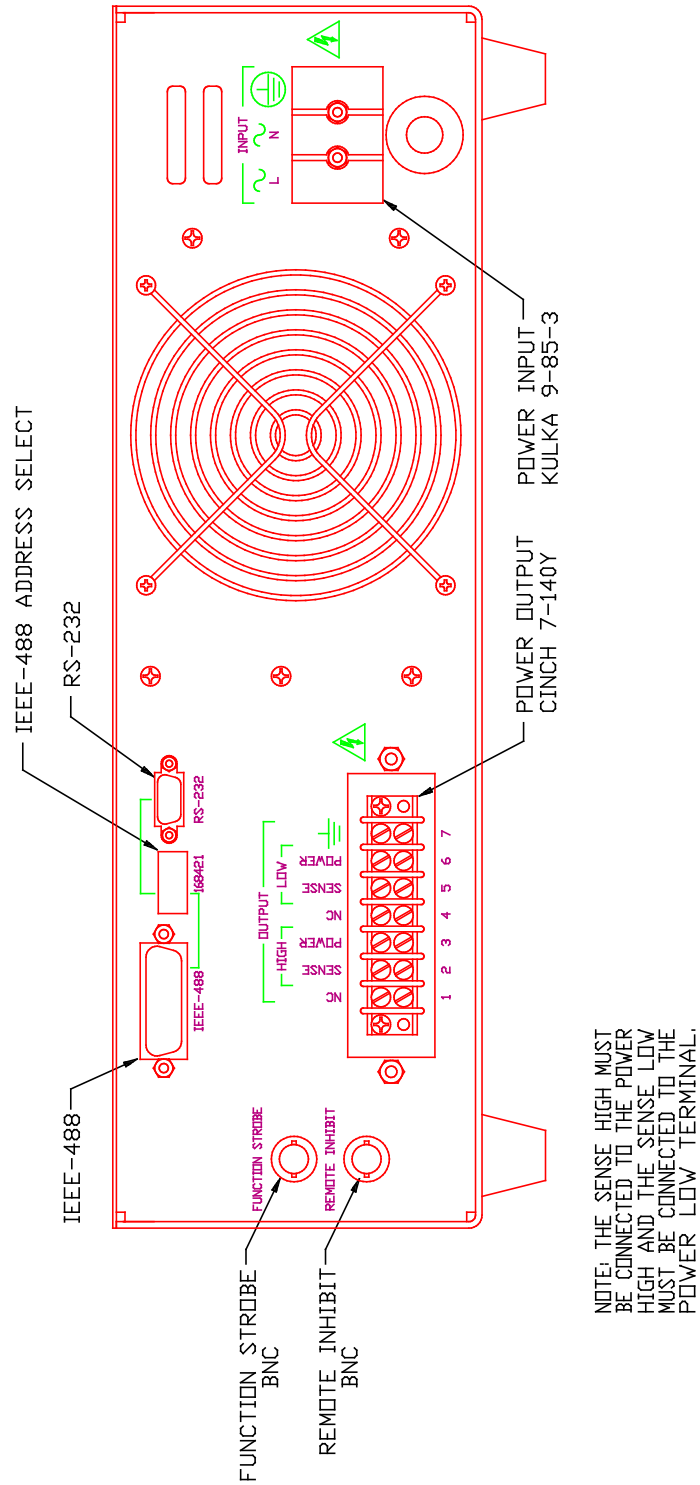 IEEE-488 ADDRESS SELECT
RS-232
IEEE-488
FUNCTION STROBE
BNC
REMOTE INHIBIT
BNC
POWER OUTPUT
CINCH 7-140Y
POWER INPUT
KULKA 9-85-3
IEEE-488
168421
RS-232
FUNCTION STROBE
REMOTE INHIBIT
OUTPUT
HIGH
LOW
NC
SENSE
POWER
NC
SENSE
POWER
1 2 3 4 5 6 7
INPUT
L
N
NOTE: THE SENSE HIGH MUST
BE CONNECTED TO THE POWER
HIGH AND THE SENSE LOW
MUST BE CONNECTED TO THE
POWER LOW TERMINAL.